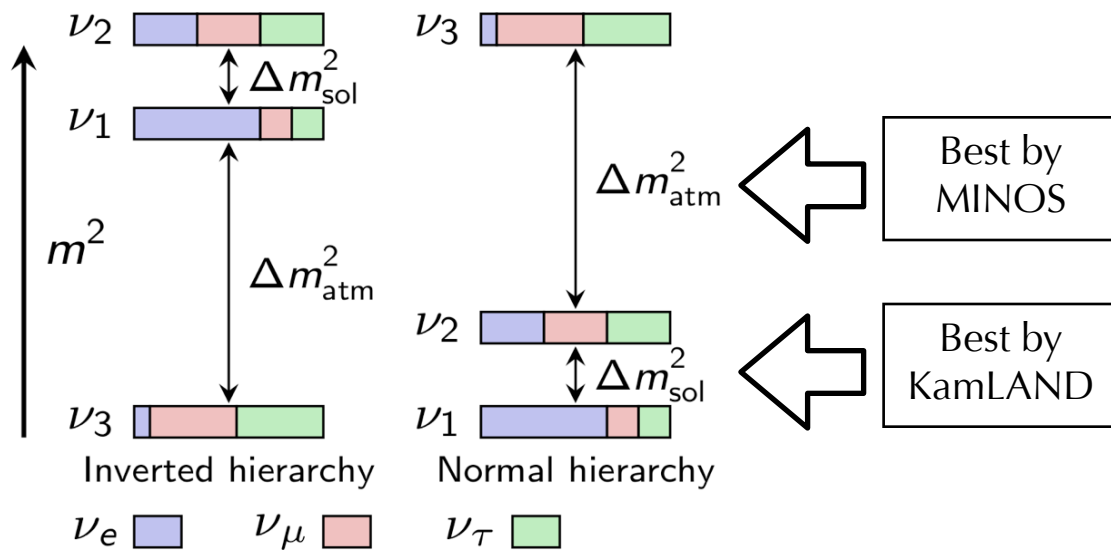 ν₂
Δm²sol
ν₁
m²
Δm²atm
ν₃
Inverted hierarchy
ν₃
Δm²atm
ν₂
Δm²sol
ν₁
Normal hierarchy
Best by
MINOS
Best by
KamLAND
νe νμ ντ